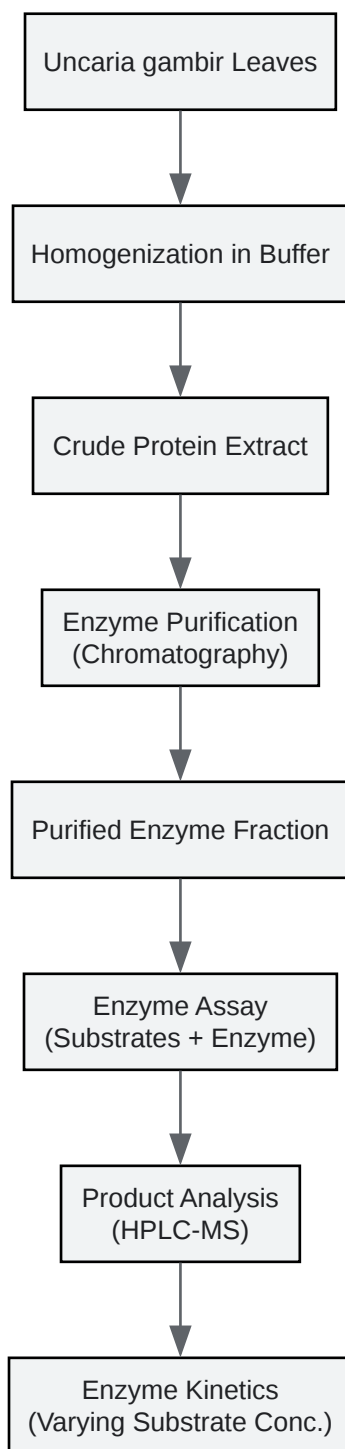 Uncaria gambir Leaves
Homogenization in Buffer
Crude Protein Extract
Enzyme Purification
(Chromatography)
Purified Enzyme Fraction
Enzyme Assay
(Substrates + Enzyme)
Product Analysis
(HPLC-MS)
Enzyme Kinetics
(Varying Substrate Conc.)